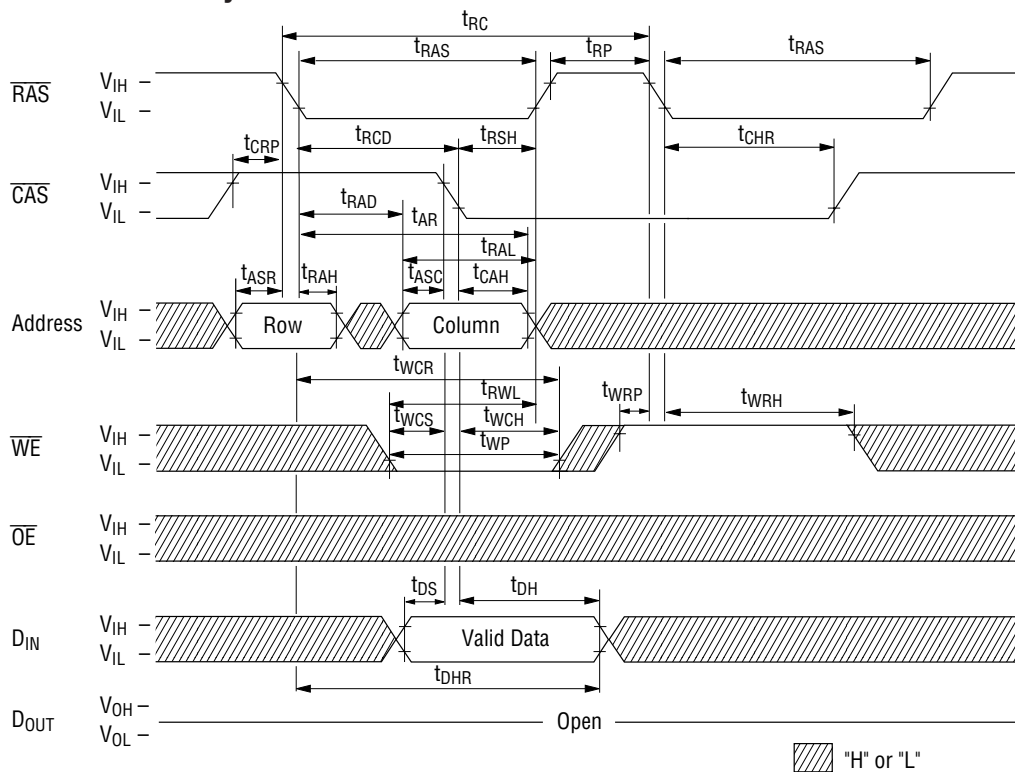 tRC
tRAS tRP tRAS
RAS VIH –
VIL –
tRCD tRSH tCHR
tCRP
CAS VIH –
VIL –
tRAD
tAR
tRAL
tASR tRAH tASC tCAH
Address VIH –
VIL –
Row Column
tWCR
tRWL
tWRP tWRH
tWCS tWCH
tWP
WE VIH –
VIL –
OE VIH –
VIL –
tDS tDH
DIN VIH –
VIL –
Valid Data
tDHR
DOUT VOH –
VOL –
Open
"H" or "L"